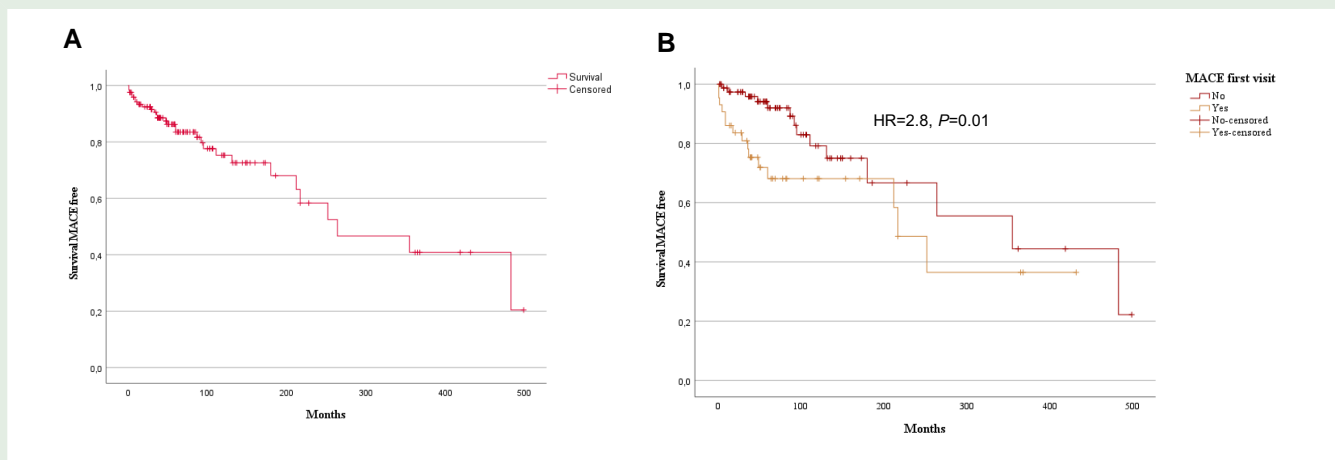 A
Survival
Censored
1,0
0,8
0,6
0,4
0,2
0,0
Survival MACE free
0 100 200 300 400 500
Months
B
MACE first visit
No
Yes
No-censored
Yes-censored
HR=2.8, P=0.01
1,0
0,8
0,6
0,4
0,2
0,0
Survival MACE free
0 100 200 300 400 500
Months